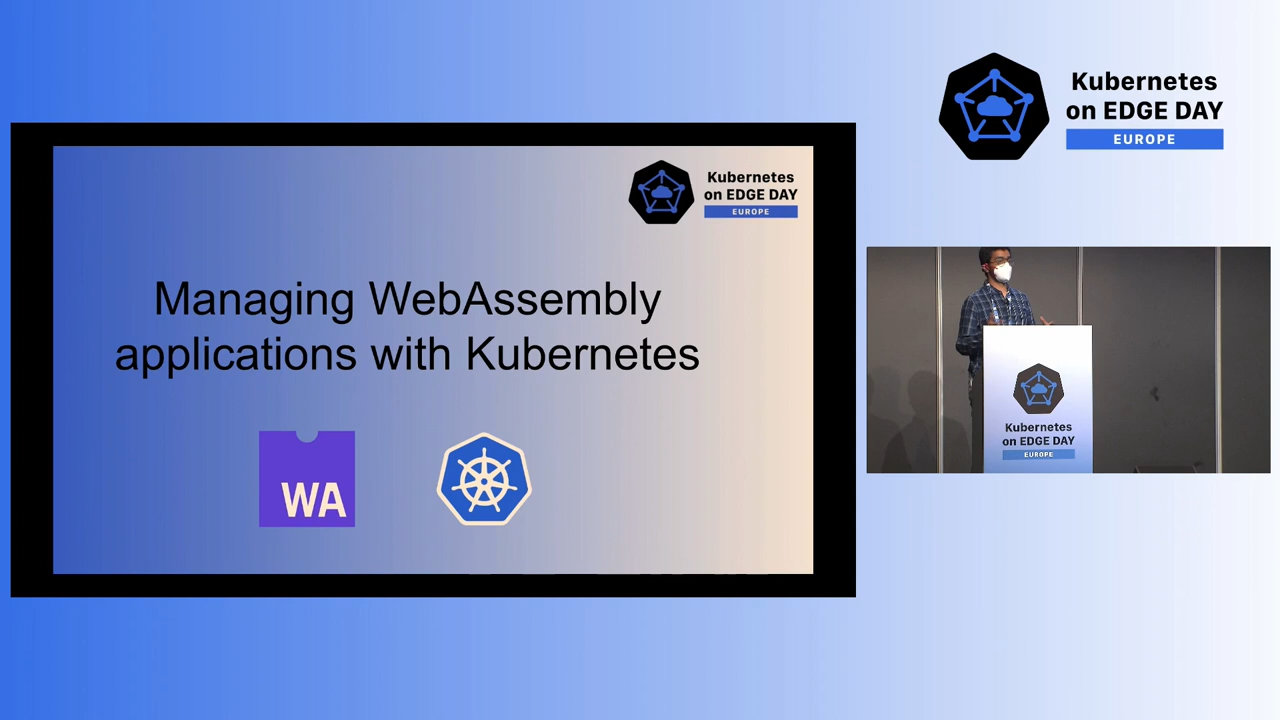 Kubernetes
on EDGE DAY
EUROPE
Kubernetes
on EDGE DAY
EUROPE
Managing WebAssembly
applications with Kubernetes
WA
Kubernetes
on EDGE DAY
EUROPE